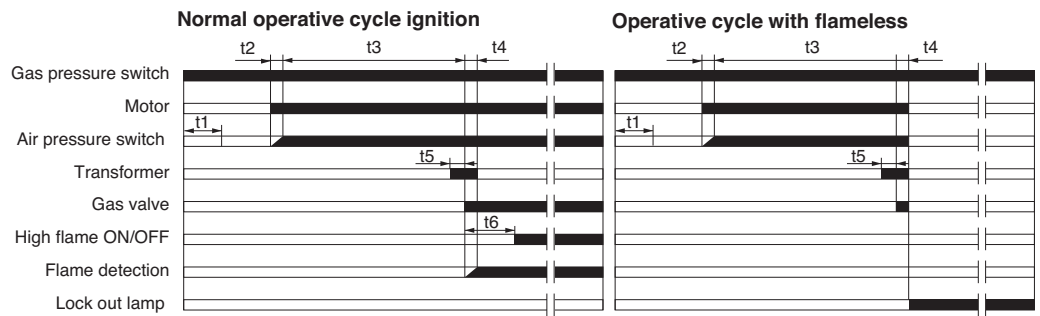 Normal operative cycle ignition
Operative cycle with flameless
t2 t3 t4
t2 t3 t4
Gas pressure switch
Motor
t1
t1
Air pressure switch
t5
t5
Transformer
Gas valve
t6
High flame ON/OFF
Flame detection
Lock out lamp